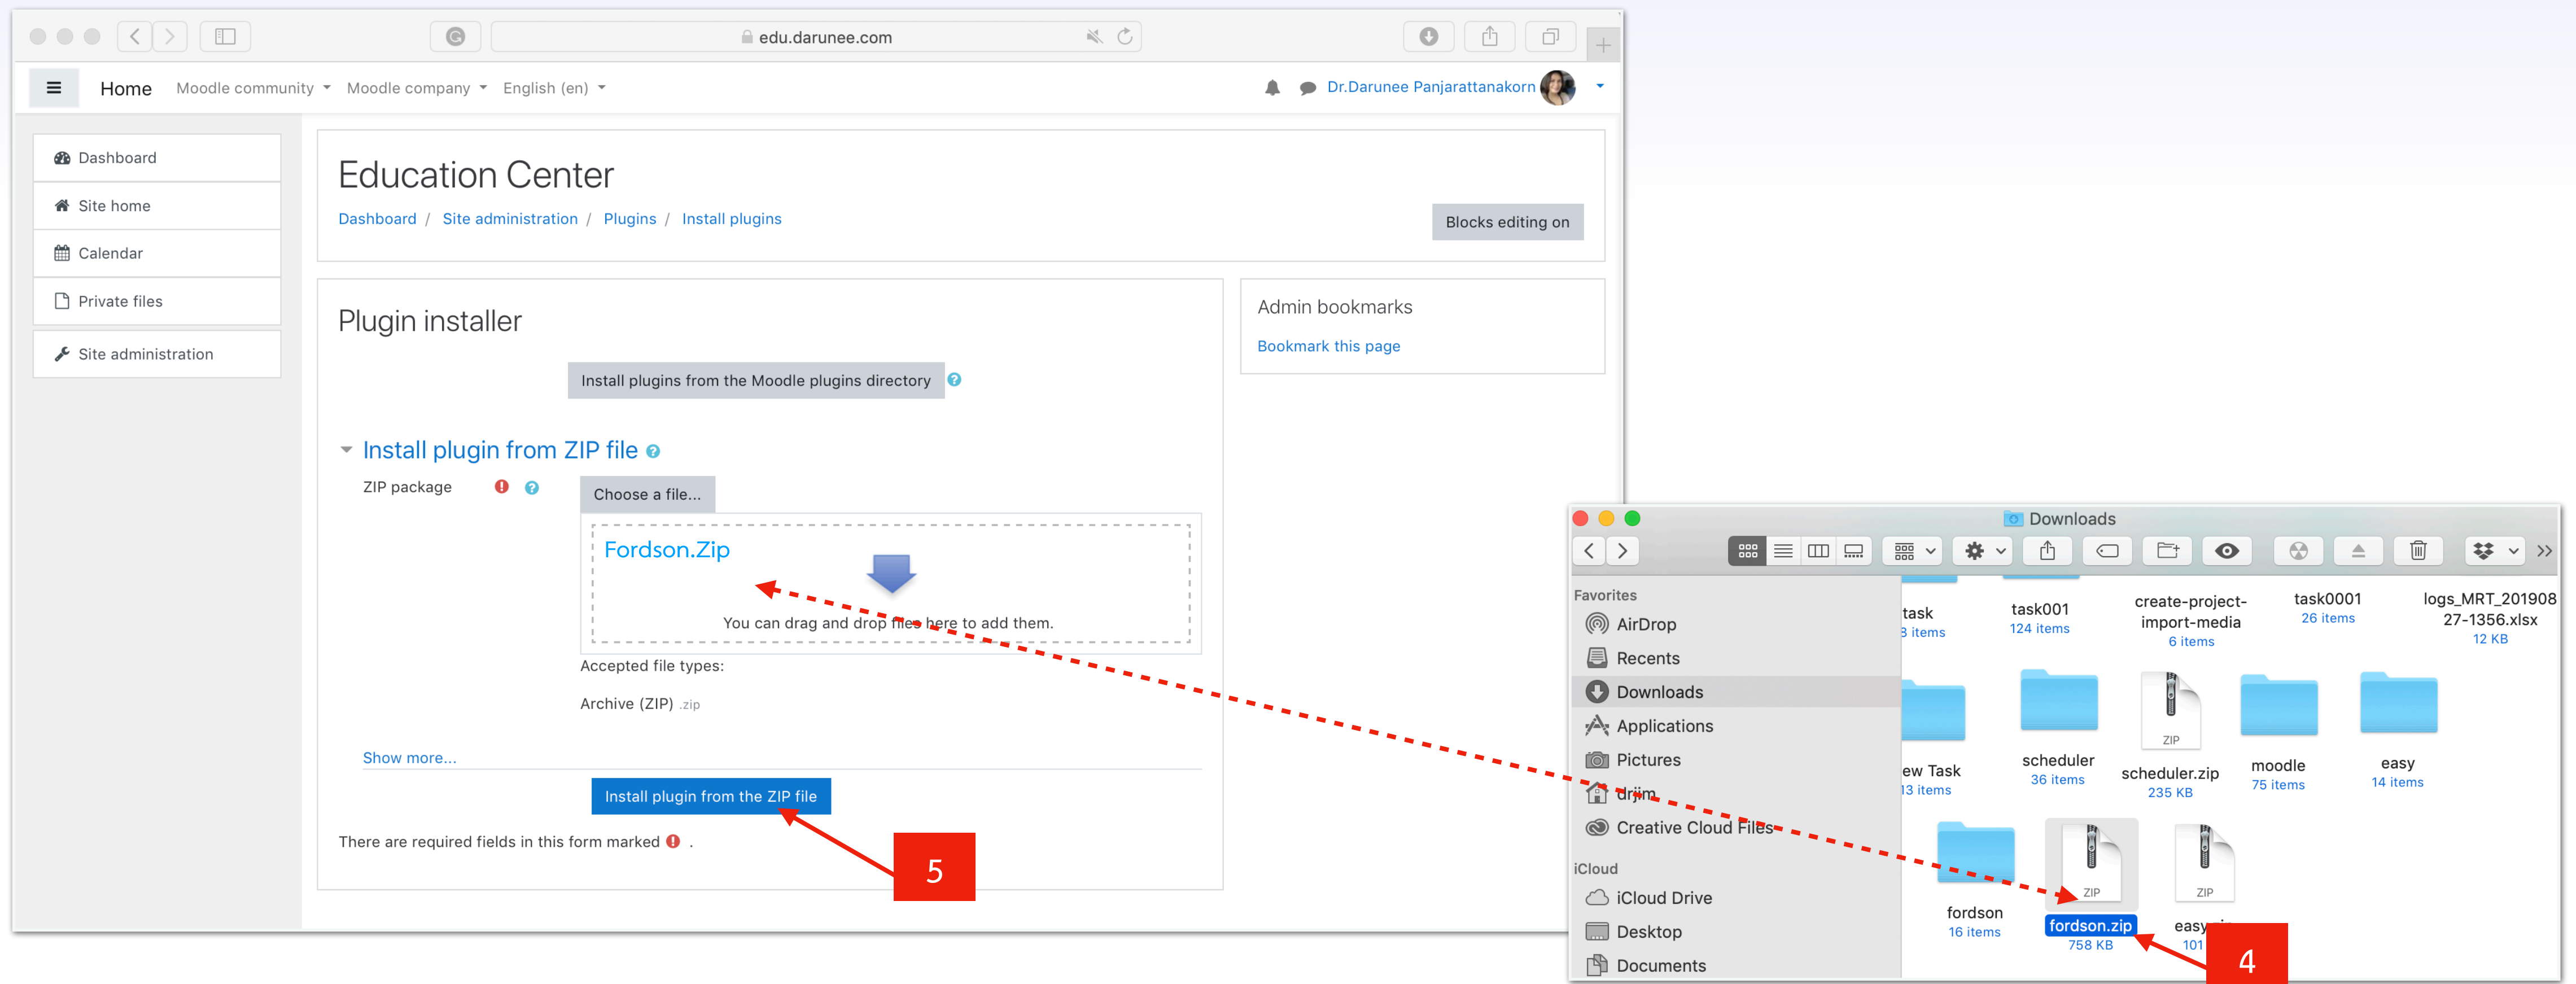 edu.darunee.com
Home Moodle community Moodle company English (en) Dr.Darunee Panjarattanakorn
Dashboard
Site home
Calendar
Private files
Site administration
Education Center
Dashboard / Site administration / Plugins / Install plugins
Blocks editing on
Plugin installer
Install plugins from the Moodle plugins directory
Install plugin from ZIP file
ZIP package
Choose a file...
Fordson.Zip
You can drag and drop files here to add them.
Accepted file types:
Archive (ZIP) .zip
Show more...
Install plugin from the ZIP file
There are required fields in this form marked .
5
Admin bookmarks
Bookmark this page
Downloads
Favorites
AirDrop
Recents
Downloads
Applications
Pictures
drjim
Creative Cloud Files
iCloud
iCloud Drive
Desktop
Documents
task
3 items
task001
124 items
create-project-
import-media
6 items
task0001
26 items
logs_MRT_201908
27-1356.xlsx
12 KB
ew Task
13 items
scheduler
36 items
ZIP
scheduler.zip
235 KB
moodle
75 items
easy
14 items
fordson
16 items
ZIP
fordson.zip
758 KB
ZIP
101
4